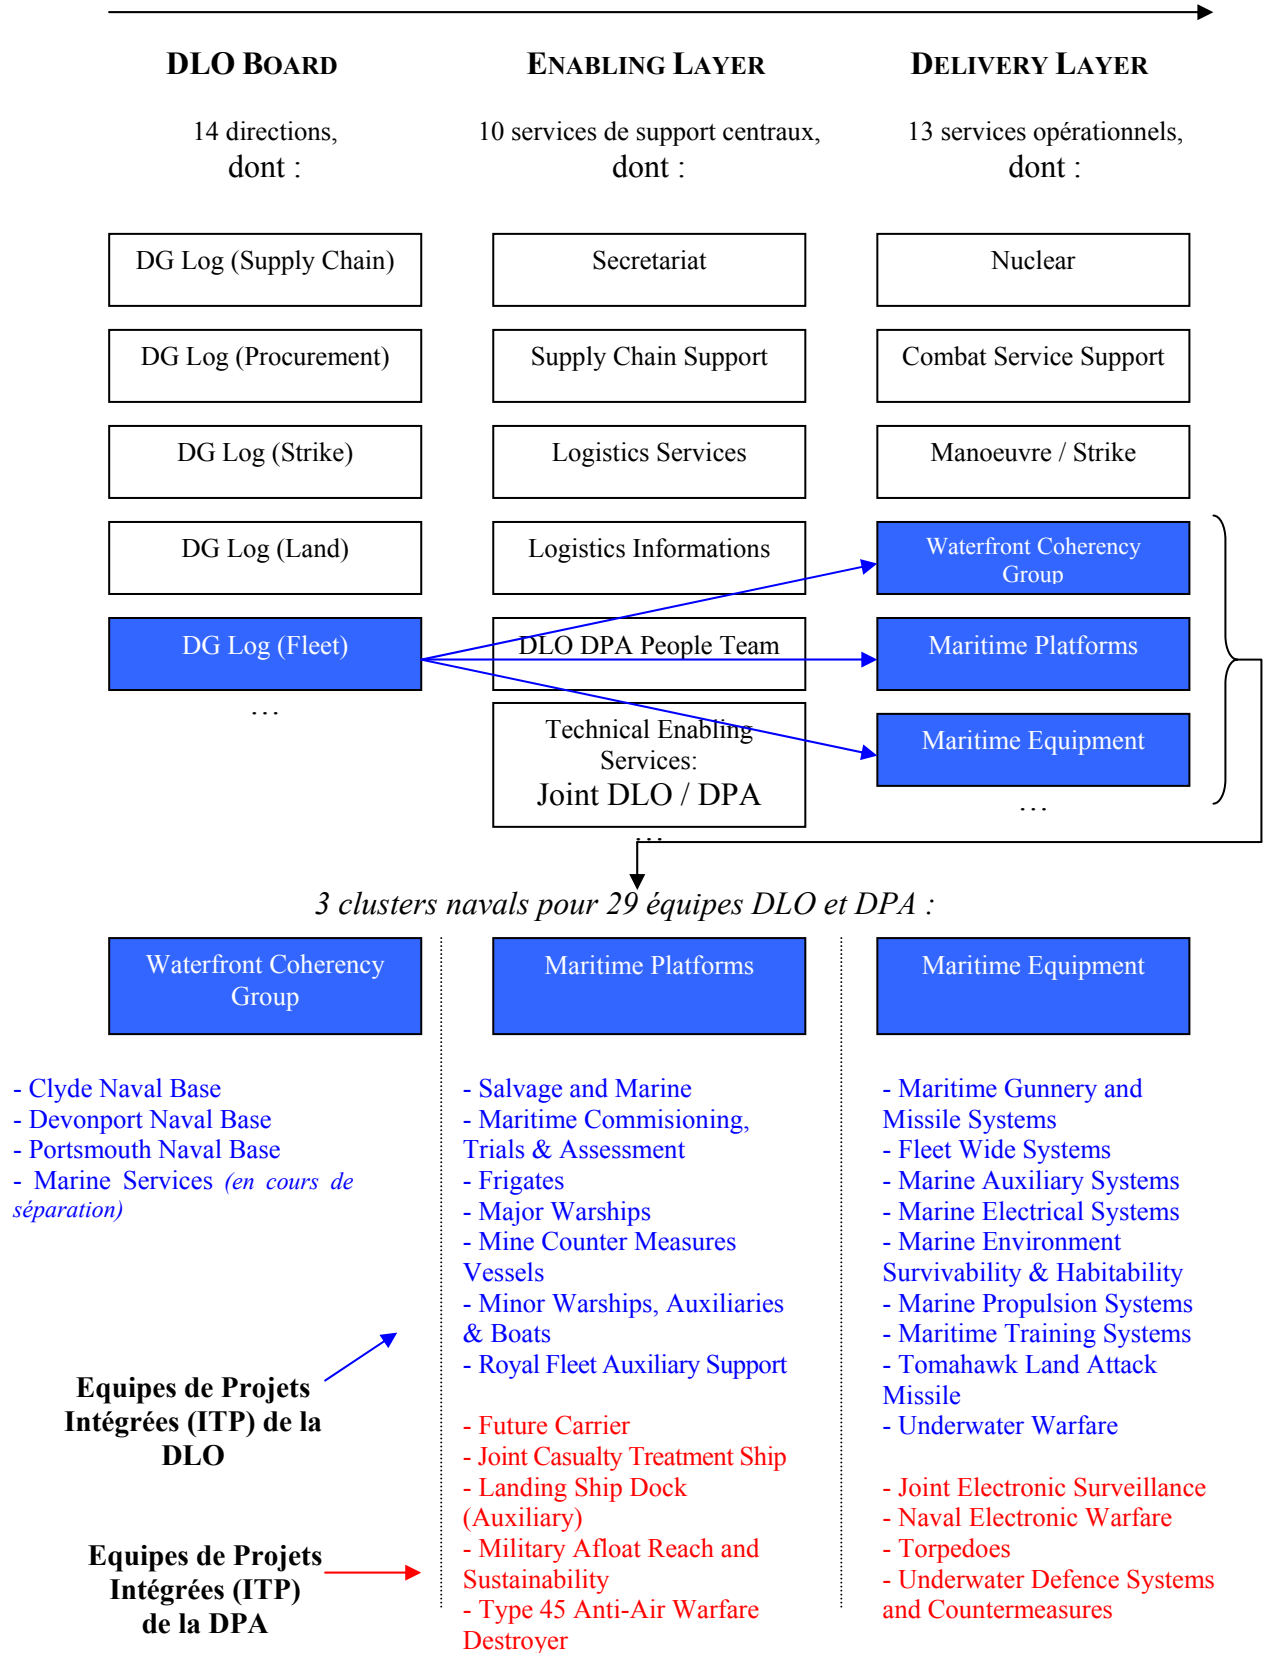 DLO BOARD
ENABLING LAYER
DELIVERY LAYER
14 directions,
dont :
10 services de support centraux,
dont :
13 services opérationnels,
dont :
DG Log (Supply Chain)
Secretariat
Nuclear
DG Log (Procurement)
Supply Chain Support
Combat Service Support
DG Log (Strike)
Logistics Services
Manoeuvre / Strike
DG Log (Land)
Logistics Informations
Waterfront Coherency
Group
DG Log (Fleet)
DLO DPA People Team
Maritime Platforms
…
Technical Enabling
Services:
Joint DLO / DPA
…
Maritime Equipment
…
3 clusters navals pour 29 équipes DLO et DPA :
Waterfront Coherency
Group
Maritime Platforms
Maritime Equipment
- Clyde Naval Base
- Devonport Naval Base
- Portsmouth Naval Base
- Marine Services (en cours de
séparation)
Equipes de Projets
Intégrées (ITP) de la
DLO
Equipes de Projets
Intégrées (ITP)
de la DPA
- Salvage and Marine
- Maritime Commisioning,
Trials & Assessment
- Frigates
- Major Warships
- Mine Counter Measures
Vessels
- Minor Warships, Auxiliaries
& Boats
- Royal Fleet Auxiliary Support
- Future Carrier
- Joint Casualty Treatment Ship
- Landing Ship Dock
(Auxiliary)
- Military Afloat Reach and
Sustainability
- Type 45 Anti-Air Warfare
Destroyer
- Maritime Gunnery and
Missile Systems
- Fleet Wide Systems
- Marine Auxiliary Systems
- Marine Electrical Systems
- Marine Environment
Survivability & Habitability
- Marine Propulsion Systems
- Maritime Training Systems
- Tomahawk Land Attack
Missile
- Underwater Warfare
- Joint Electronic Surveillance
- Naval Electronic Warfare
- Torpedoes
- Underwater Defence Systems
and Countermeasures